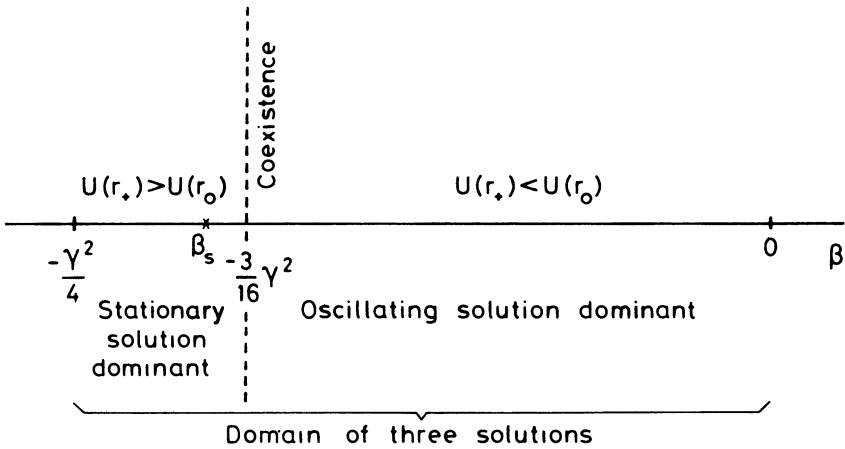 Coexistence
U(r₊)>U(r₀)
U(r₊)<U(r₀)
-γ²/4
βₛ
-3/16 γ²
0
β
Stationary
solution
dominant
Oscillating solution dominant
Domain of three solutions